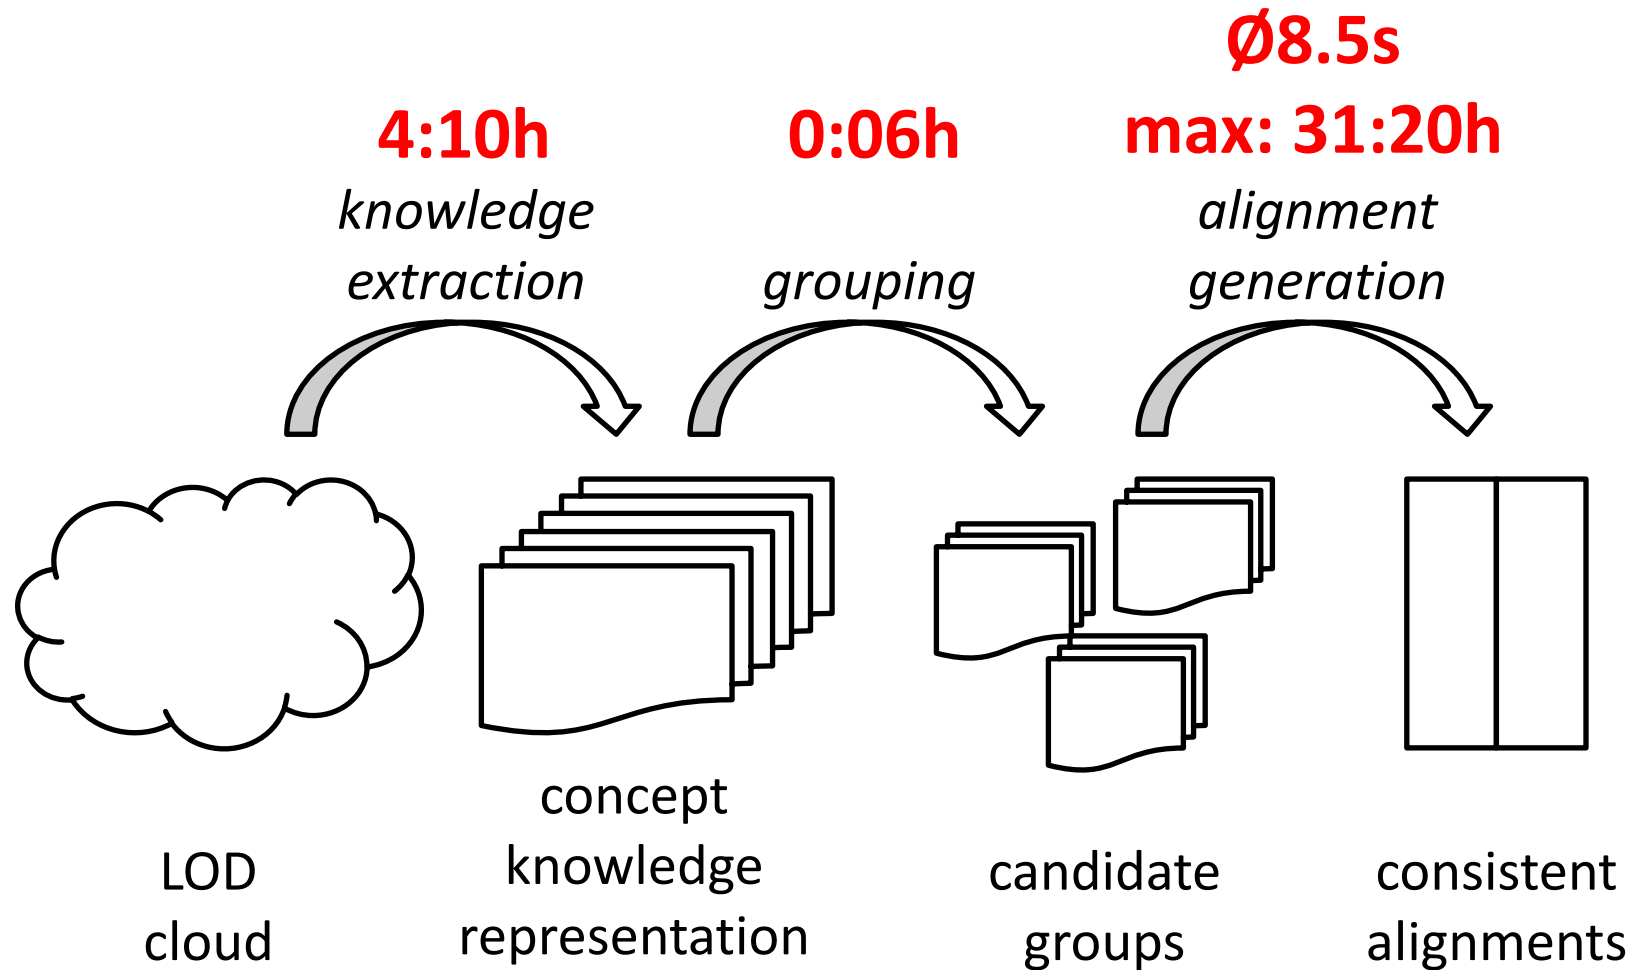 4:10h
knowledge
extraction
0:06h
grouping
Ø8.5s
max: 31:20h
alignment
generation
LOD
cloud
concept
knowledge
representation
candidate
groups
consistent
alignments